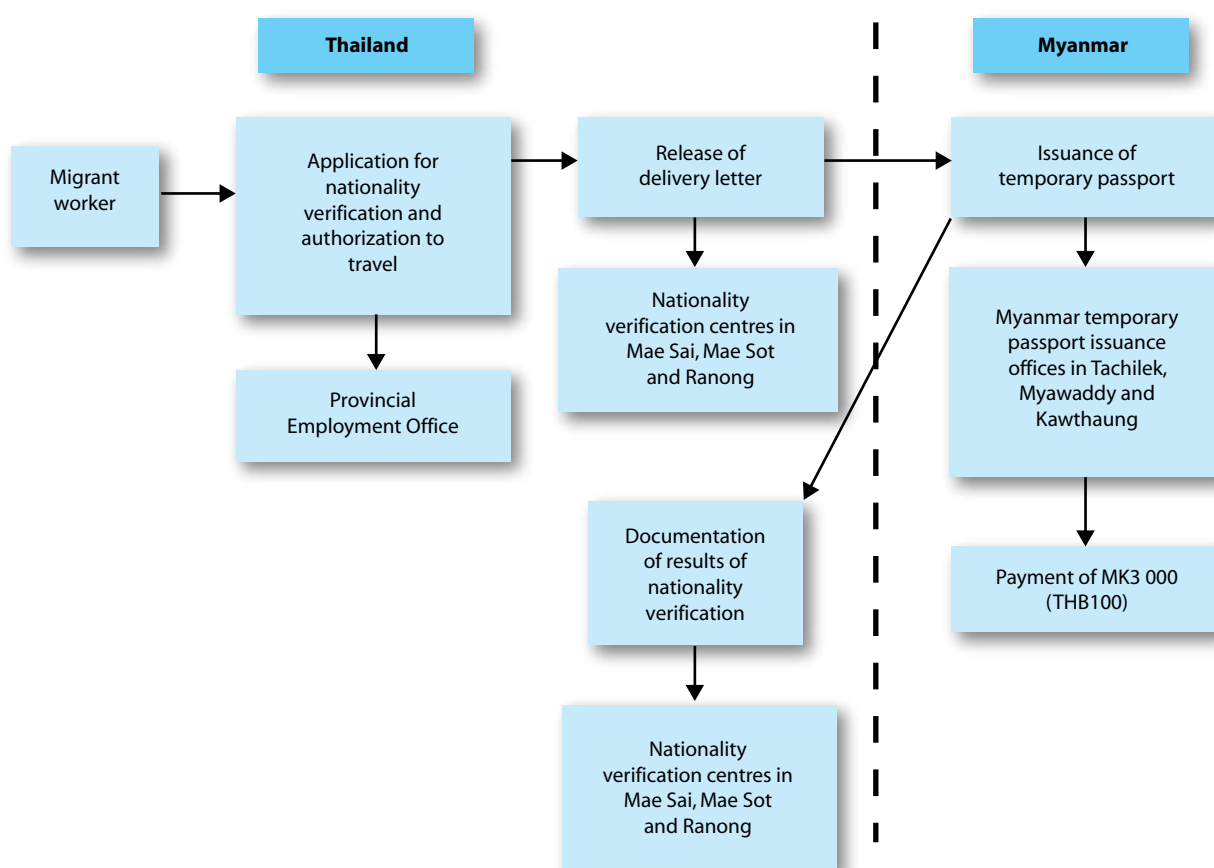 Thailand
Myanmar
Migrant
worker
Application for
nationality
verification and
authorization to
travel
Release of
delivery letter
Issuance of
temporary passport
Provincial
Employment Office
Nationality
verification centres in
Mae Sai, Mae Sot
and Ranong
Myanmar temporary
passport issuance
offices in Tachilek,
Myawaddy and
Kawthaung
Documentation
of results of
nationality
verification
Payment of MK3 000
(THB100)
Nationality
verification centres in
Mae Sai, Mae Sot
and Ranong